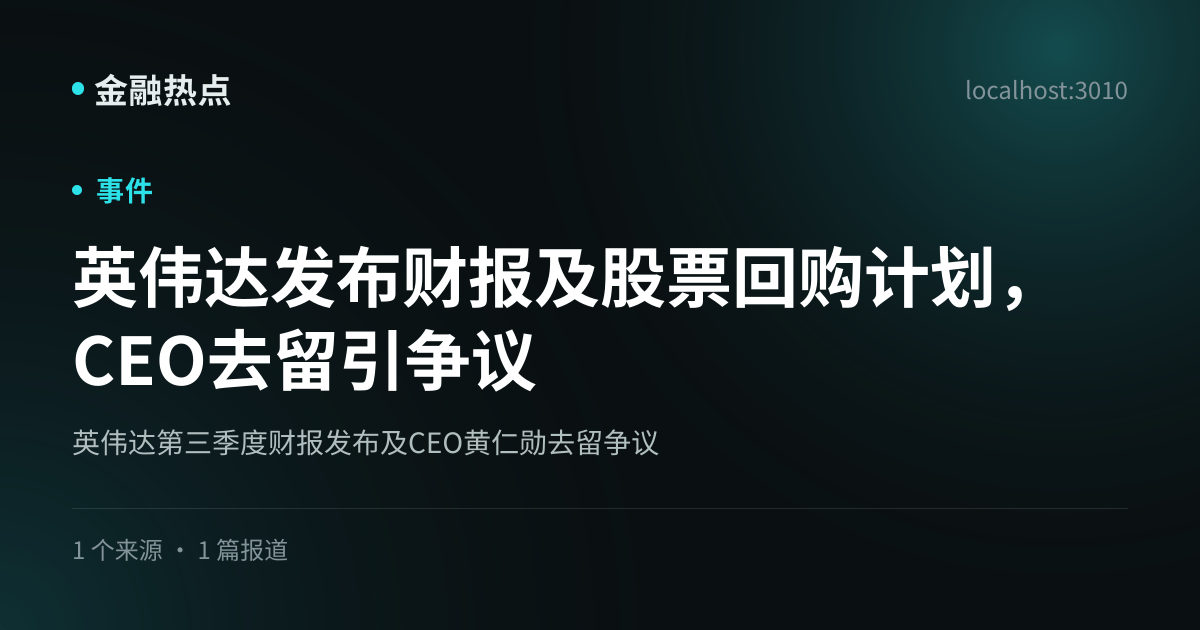 金融热点
localhost:3010
事件
英伟达发布财报及股票回购计划，
CEO去留引争议
英伟达第三季度财报发布及CEO黄仁勋去留争议
1 个来源 · 1 篇报道